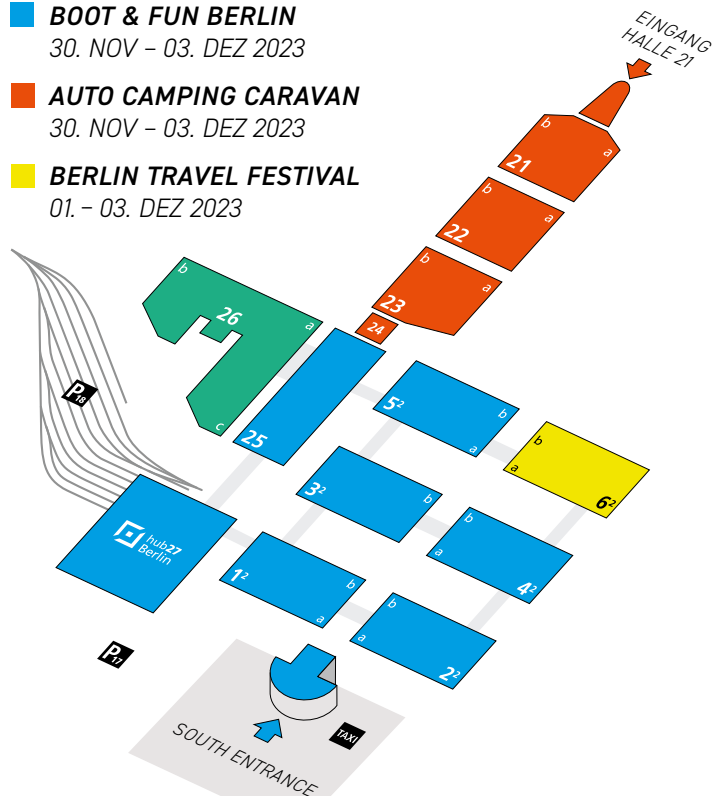 BOOT & FUN BERLIN
30. NOV – 03. DEZ 2023
AUTO CAMPING CARAVAN
30. NOV – 03. DEZ 2023
BERLIN TRAVEL FESTIVAL
01. – 03. DEZ 2023
EINGANG
HALLE 21
b
a
21
b
a
22
b
a
23
24
b
26
a
c
25
P18
5²
b
a
b
a
6²
3²
b
b
a
4²
hub27
Berlin
1²
b
a
b
a
2²
P17
TAXI
SOUTH ENTRANCE